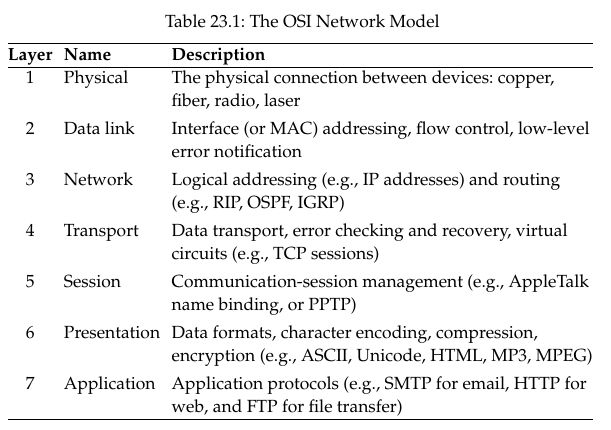 Table 23.1: The OSI Network Model
Layer Name Description
1 Physical The physical connection between devices: copper,
fiber, radio, laser
2 Data link Interface (or MAC) addressing, flow control, low-level
error notification
3 Network Logical addressing (e.g., IP addresses) and routing
(e.g., RIP, OSPF, IGRP)
4 Transport Data transport, error checking and recovery, virtual
circuits (e.g., TCP sessions)
5 Session Communication-session management (e.g., AppleTalk
name binding, or PPTP)
6 Presentation Data formats, character encoding, compression,
encryption (e.g., ASCII, Unicode, HTML, MP3, MPEG)
7 Application Application protocols (e.g., SMTP for email, HTTP for
web, and FTP for file transfer)